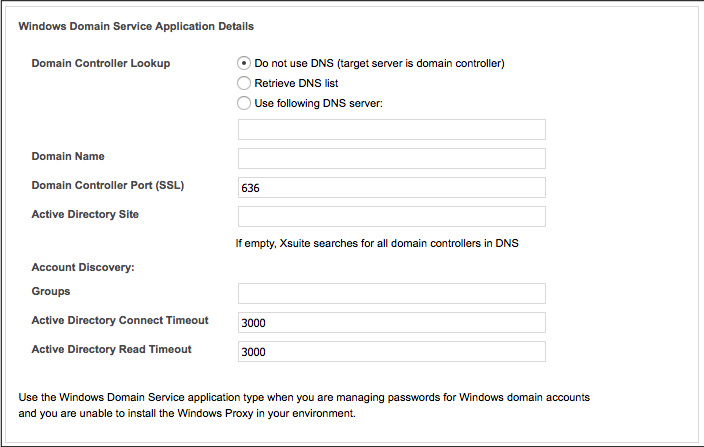 Windows Domain Service Application Details
Domain Controller Lookup
Do not use DNS (target server is domain controller)
Retrieve DNS list
Use following DNS server:
Domain Name
Domain Controller Port (SSL)
636
Active Directory Site
If empty, Xsuite searches for all domain controllers in DNS
Account Discovery:
Groups
Active Directory Connect Timeout
3000
Active Directory Read Timeout
3000
Use the Windows Domain Service application type when you are managing passwords for Windows domain accounts
and you are unable to install the Windows Proxy in your environment.